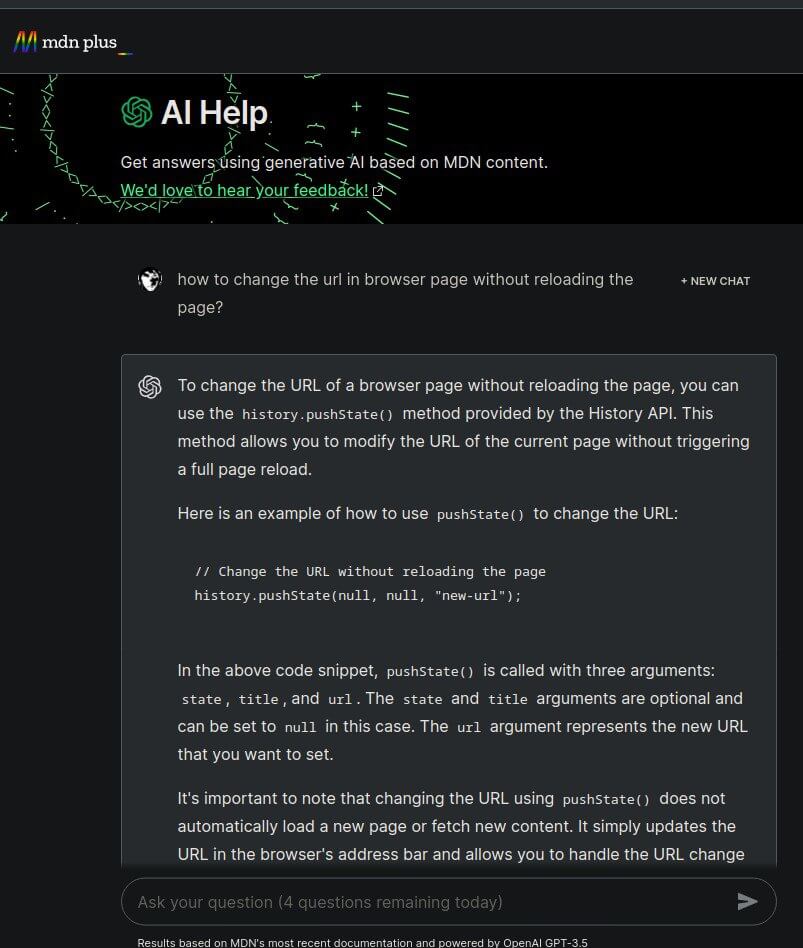 mdn plus_
AI Help
Get answers using generative AI based on MDN content.
We'd love to hear your feedback!
how to change the url in browser page without reloading the
page?
+ NEW CHAT
To change the URL of a browser page without reloading the page, you can
use the history.pushState() method provided by the History API. This
method allows you to modify the URL of the current page without triggering
a full page reload.
Here is an example of how to use pushState() to change the URL:
// Change the URL without reloading the page
history.pushState(null, null, "new-url");
In the above code snippet, pushState() is called with three arguments:
state, title, and url. The state and title arguments are optional and
can be set to null in this case. The url argument represents the new URL
that you want to set.
It's important to note that changing the URL using pushState() does not
automatically load a new page or fetch new content. It simply updates the
URL in the browser's address bar and allows you to handle the URL change
Ask your question (4 questions remaining today)
Results based on MDN's most recent documentation and powered by OpenAI GPT-3.5